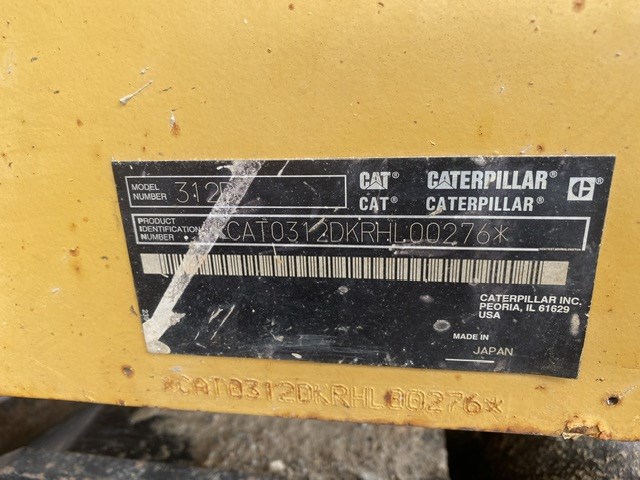 MODEL NUMBER 312D
CAT CATERPILLAR C
CAT® CATERPILLAR®
PRODUCT IDENTIFICATION NUMBER *CAT0312DKRHL00276*
CATERPILLAR INC.
PEORIA, IL 61629
USA
MADE IN
JAPAN
*CAT0312DKRHL00276*